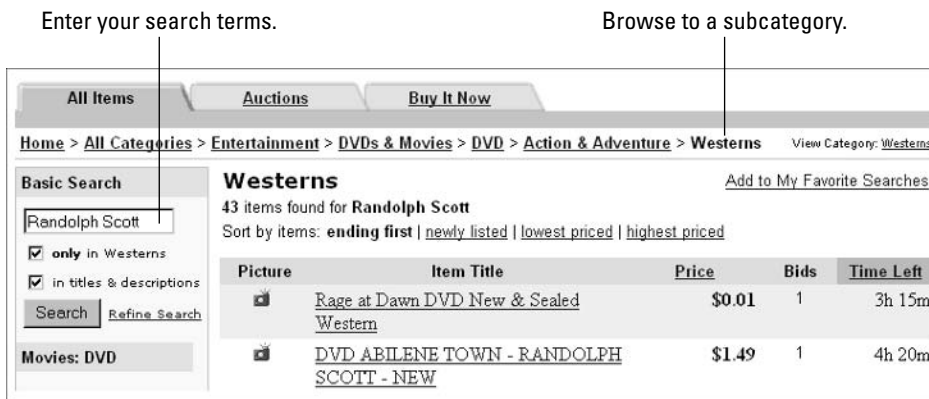 Enter your search terms.
Browse to a subcategory.
All Items
Auctions
Buy It Now
Home > All Categories > Entertainment > DVDs & Movies > DVD > Action & Adventure > Westerns
View Category: Westerns
Basic Search
Randolph Scott
only in Westerns
in titles & descriptions
Search
Refine Search
Movies: DVD
Westerns
Add to My Favorite Searches
43 items found for Randolph Scott
Sort by items: ending first | newly listed | lowest priced | highest priced
Picture Item Title Price Bids Time Left
Rage at Dawn DVD New & Sealed $0.01 1 3h 15m
Western
DVD ABILENE TOWN - RANDOLPH $1.49 1 4h 20m
SCOTT - NEW